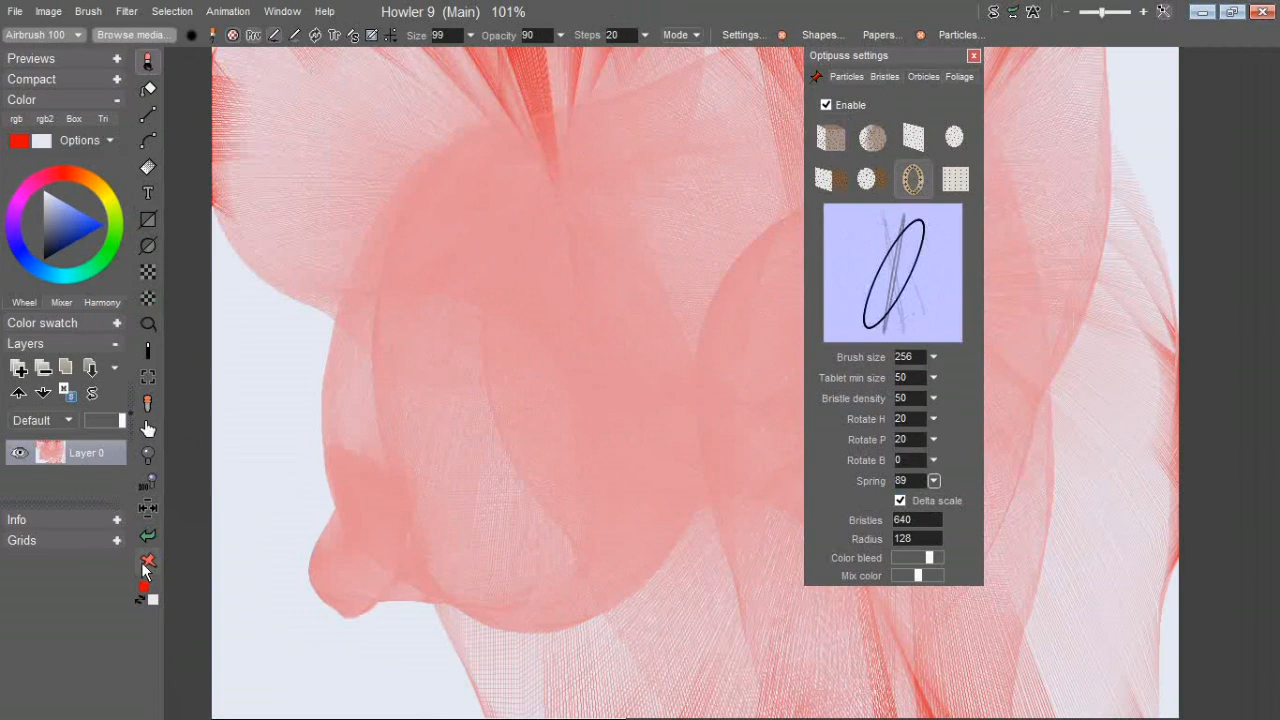 File Image Brush Filter Selection Animation Window Help Howler 9 (Main) 101%
Airbrush 100 Browse media... Size 99 Opacity 90 Steps 20 Mode Settings... Shapes... Papers... Particles...
Previews
Compact
Color
rgb rgb2 Box Tri
Options
Wheel Mixer Harmony
Color swatch
Layers
Default
Layer 0
Info
Grids
Optipuss settings
Particles Bristles Orbicles Foliage
Enable
Brush size 256
Tablet min size 50
Bristle density 50
Rotate H 20
Rotate P 20
Rotate B 0
Spring 89
Delta scale
Bristles 640
Radius 128
Color bleed
Mix color